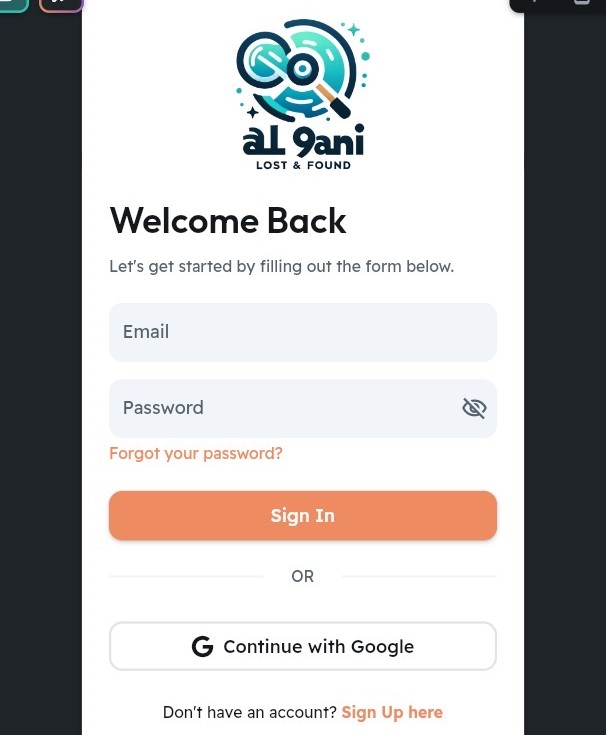 aL 9ani
LOST & FOUND
Welcome Back
Let's get started by filling out the form below.
Email
Password
Forgot your password?
Sign In
OR
Continue with Google
Don't have an account? Sign Up here